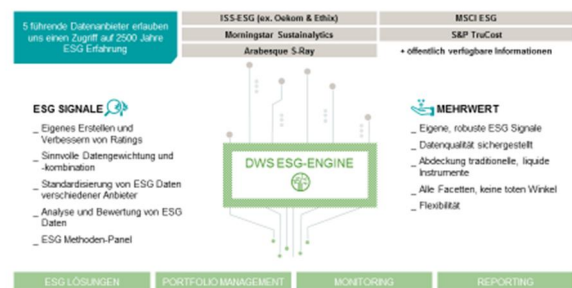 5 führende Datenanbieter erlauben
uns einen Zugriff auf 2500 Jahre
ESG Erfahrung
ISS-ESG (ex. Oekom & Ethix)
MSCI ESG
Morningstar Sustainalytics
S&P TruCost
Arabesque S-Ray
+ öffentlich verfügbare Informationen
ESG SIGNALE
_ Eigenes Erstellen und
Verbessern von Ratings
_ Sinnvolle Datengewichtung und
-kombination
_ Standardisierung von ESG Daten
verschiedener Anbieter
_ Analyse und Bewertung von ESG
Daten
_ ESG Methoden-Panel
DWS ESG-ENGINE
MEHRWERT
_ Eigene, robuste ESG Signale
_ Datenqualität sichergestellt
_ Abdeckung traditionelle, liquide
Instrumente
_ Alle Facetten, keine toten Winkel
_ Flexibilität
ESG LÖSUNGEN
PORTFOLIO MANAGEMENT
MONITORING
REPORTING